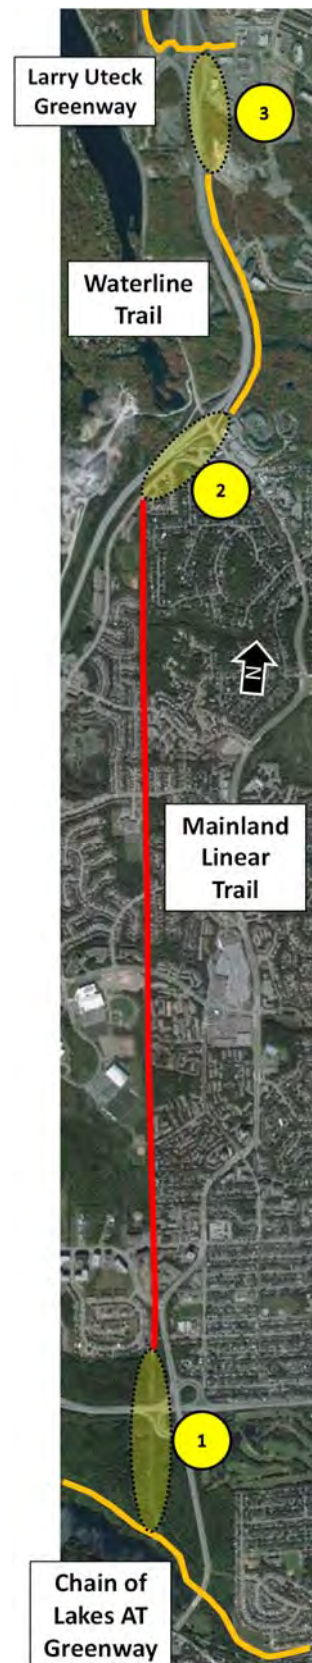 Larry Uteck
Greenway
3
Waterline
Trail
2
N
Mainland
Linear
Trail
1
Chain of
Lakes AT
Greenway